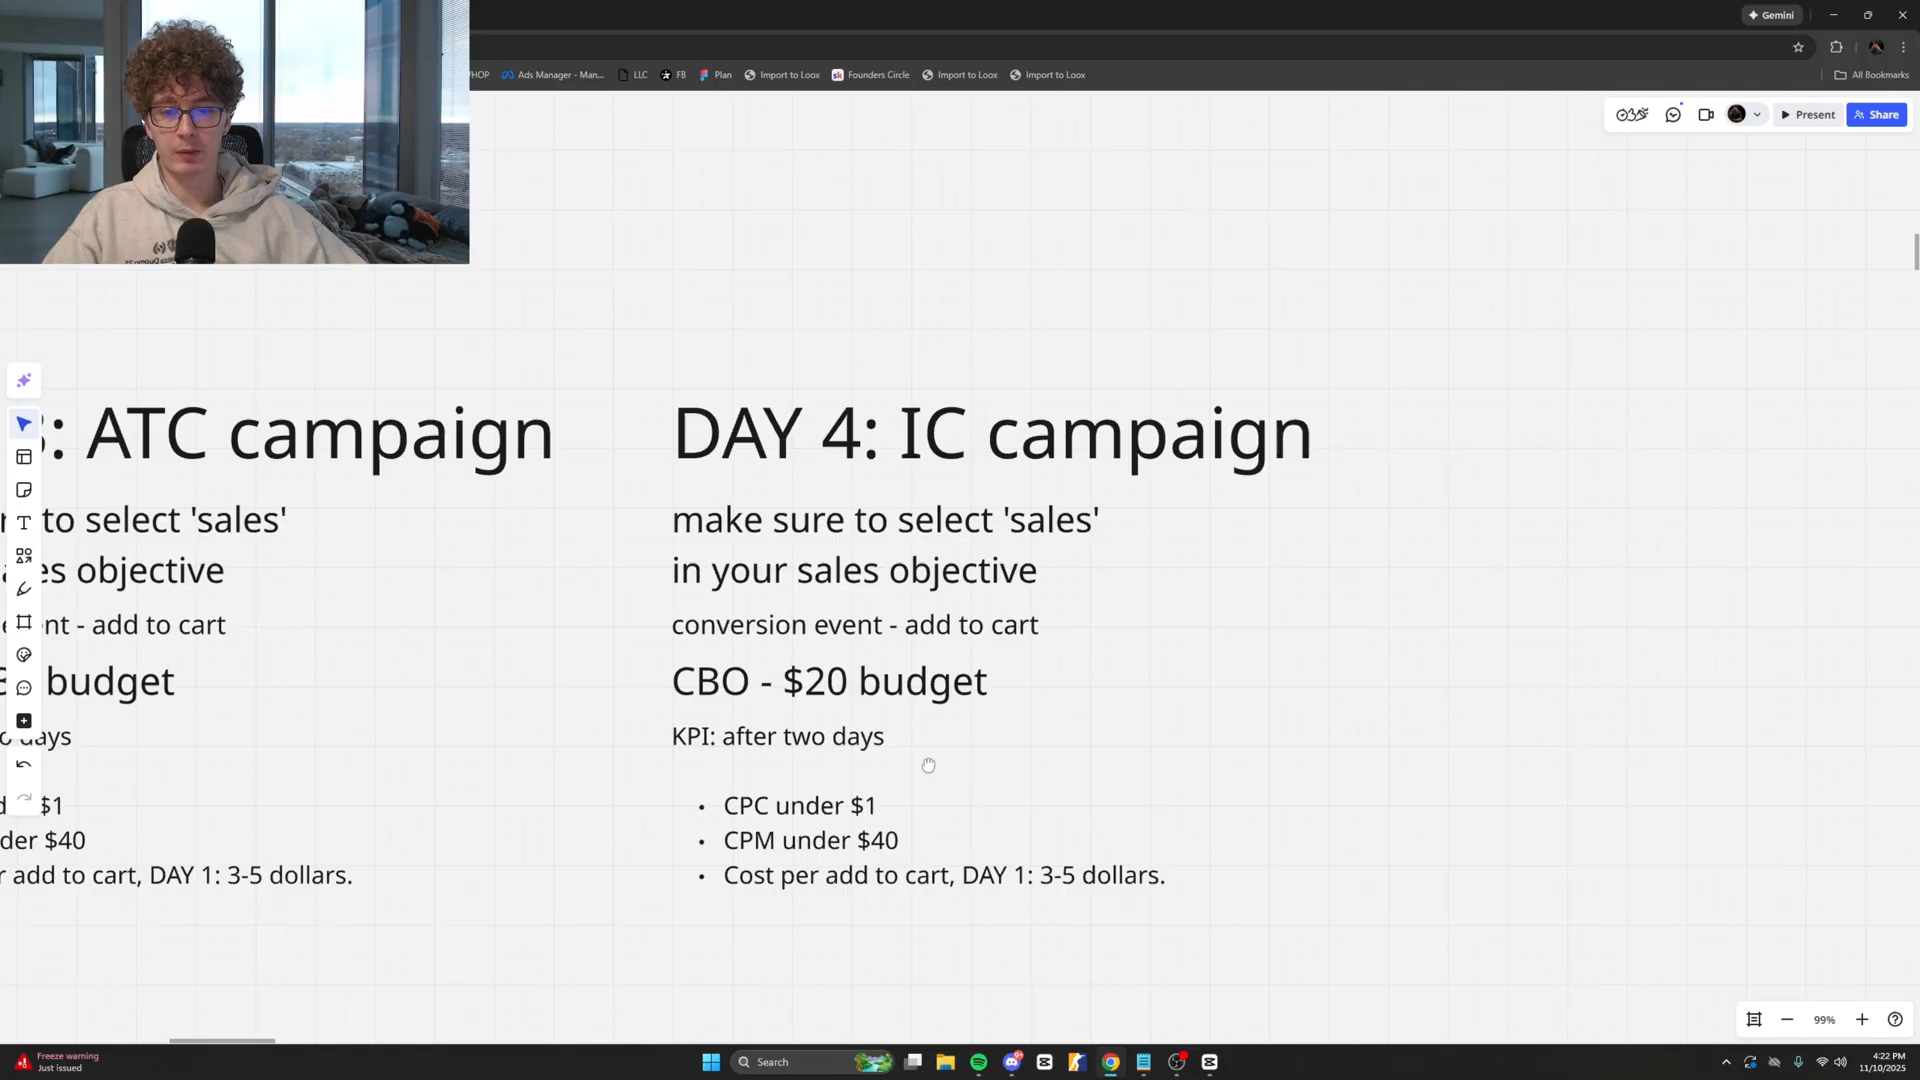 Gemini
HOP
Ads Manager - Man...
LLC
FB
Plan
Import to Loox
sk
Founders Circle
Import to Loox
Import to Loox
All Bookmarks
Present
Share
3: ATC campaign
to select 'sales'
es objective
nt - add to cart
budget
days
$1
der $40
r add to cart, DAY 1: 3-5 dollars.
DAY 4: IC campaign
make sure to select 'sales'
in your sales objective
conversion event - add to cart
CBO - $20 budget
KPI: after two days
• CPC under $1
• CPM under $40
• Cost per add to cart, DAY 1: 3-5 dollars.
99%
Freeze warning
Just issued
Search
4:22 PM
11/10/2025